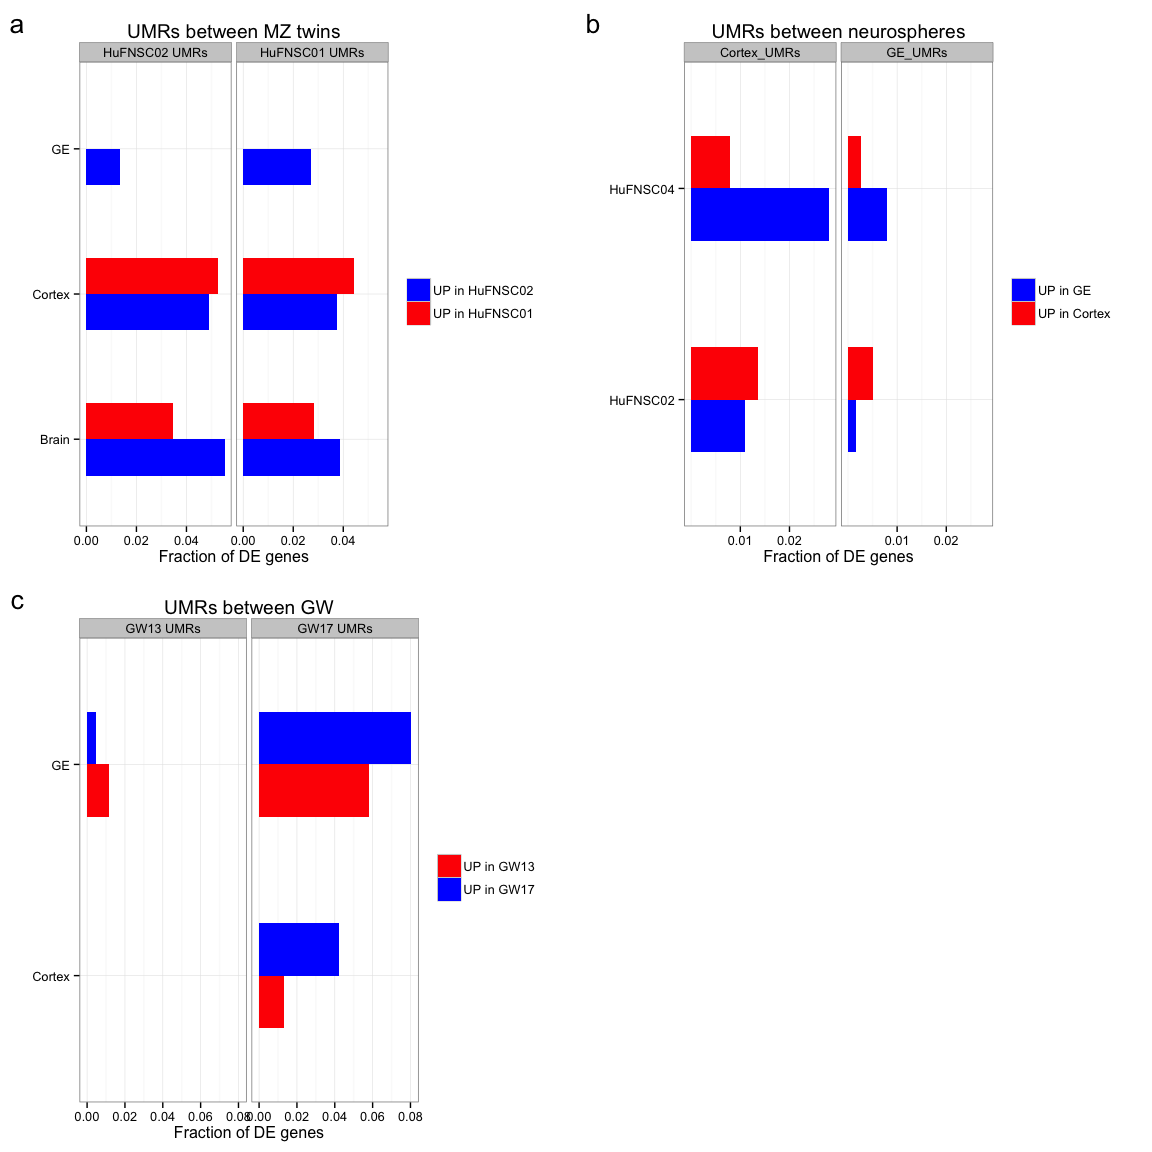 a
UMRs between MZ twins
HuFNSC02 UMRs
HuFNSC01 UMRs
GE
Cortex
Brain
0.00 0.02 0.04
0.00 0.02 0.04
Fraction of DE genes
UP in HuFNSC02
UP in HuFNSC01
b
UMRs between neurospheres
Cortex_UMRs
GE_UMRs
HuFNSC04
HuFNSC02
0.01 0.02
0.01 0.02
Fraction of DE genes
UP in GE
UP in Cortex
c
UMRs between GW
GW13 UMRs
GW17 UMRs
GE
Cortex
0.00 0.02 0.04 0.06 0.08
0.00 0.02 0.04 0.06 0.08
Fraction of DE genes
UP in GW13
UP in GW17